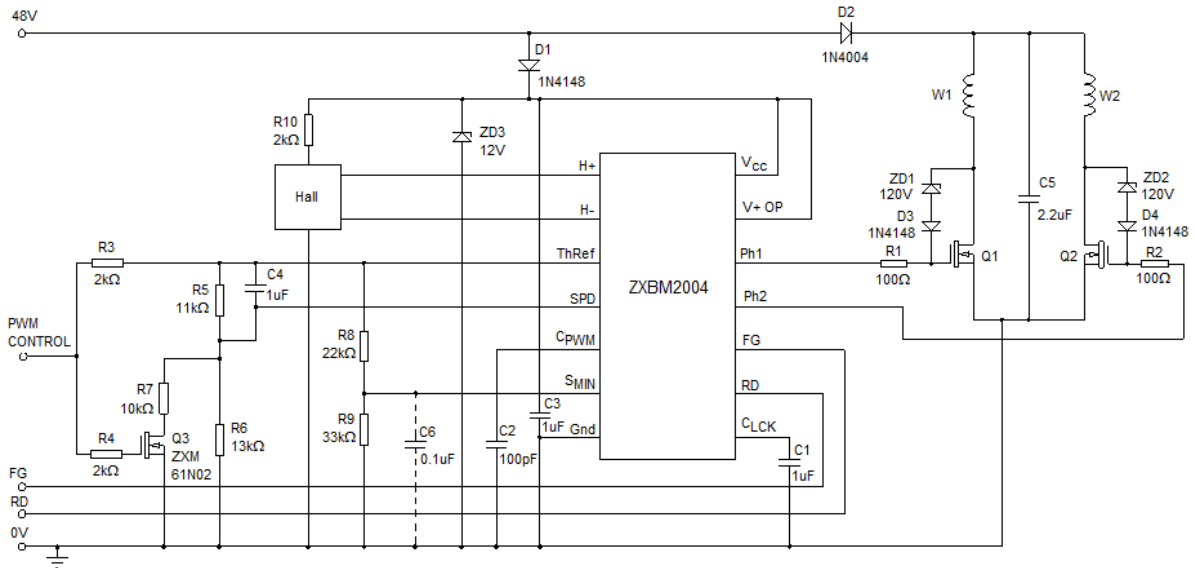 48V
D1
1N4148
D2
1N4004
R10
2kΩ
ZD3
12V
Hall
H+
H-
ThRef
SPD
CPWM
SMIN
Gnd
ZXBM2004
VCC
V+ OP
Ph1
Ph2
FG
RD
CLCK
W1
W2
ZD1
120V
D3
1N4148
C5
2.2uF
ZD2
120V
D4
1N4148
R1
100Ω
Q1
Q2
R2
100Ω
R3
2kΩ
C4
1uF
R5
11kΩ
PWM
CONTROL
R7
10kΩ
R8
22kΩ
R4
2kΩ
Q3
ZXM
61N02
R6
13kΩ
R9
33kΩ
C6
0.1uF
C2
100pF
C3
1uF
C1
1uF
FG
RD
0V